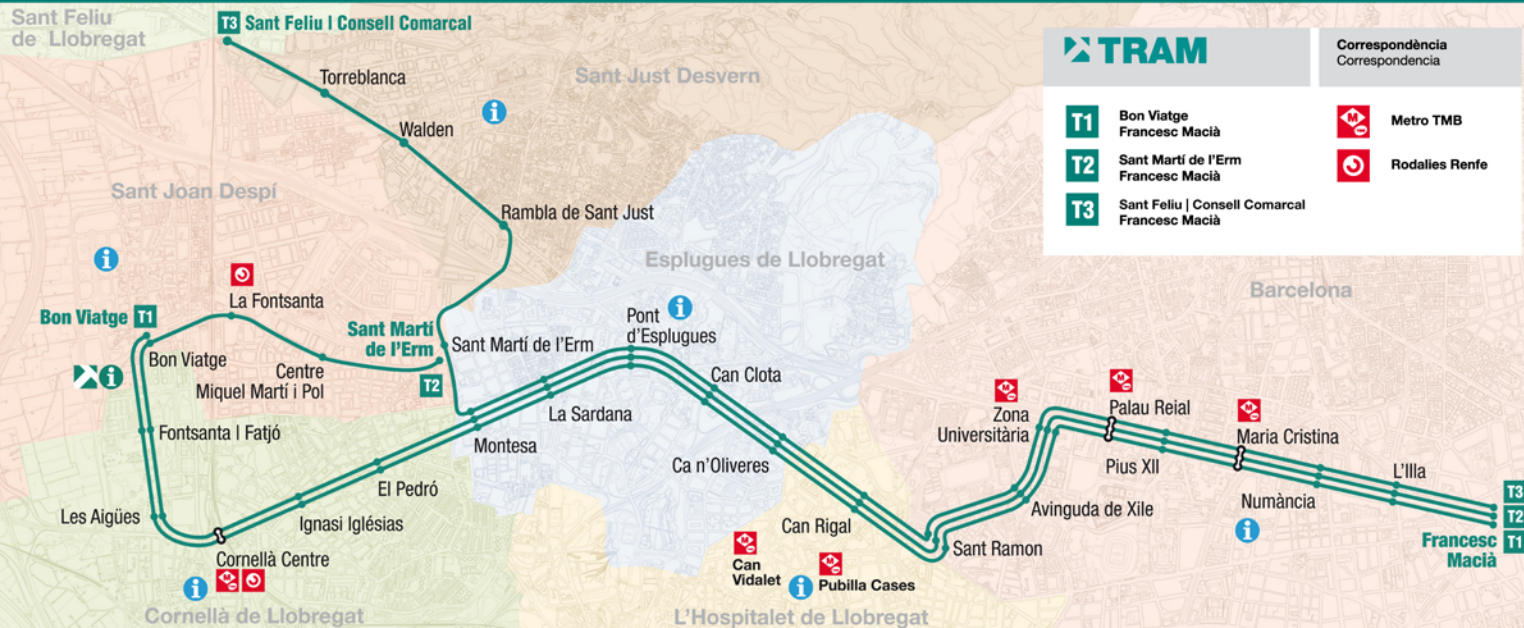 Sant Feliu
de Llobregat
T3 Sant Feliu | Consell Comarcal
Torreblanca
Walden
Sant Just Desvern
Sant Joan Despí
Rambla de Sant Just
Esplugues de Llobregat
Barcelona
TRAM
Correspondència
Correspondencia
T1
Bon Viatge
Francesc Macià
T2
Sant Martí de l'Erm
Francesc Macià
T3
Sant Feliu | Consell Comarcal
Francesc Macià
M
Metro TMB
Rodalies Renfe
i
i
La Fontsanta
Bon Viatge T1
Bon Viatge
i
Centre
Miquel Martí i Pol
Sant Martí
de l'Erm
T2
Sant Martí de l'Erm
Pont
d'Esplugues
i
Can Clota
La Sardana
Montesa
Ca n'Oliveres
Fontsanta | Fatjó
El Pedró
Les Aigües
Ignasi Iglésias
Cornellà Centre
M
i
Cornellà de Llobregat
Can Rigal
M
Can
Vidalet
M
i
Pubilla Cases
L'Hospitalet de Llobregat
Sant Ramon
Avinguda de Xile
M
Zona
Universitària
M
Palau Reial
Pius XII
M
Maria Cristina
Numància
i
L'Illa
T3
T2
T1
Francesc
Macià